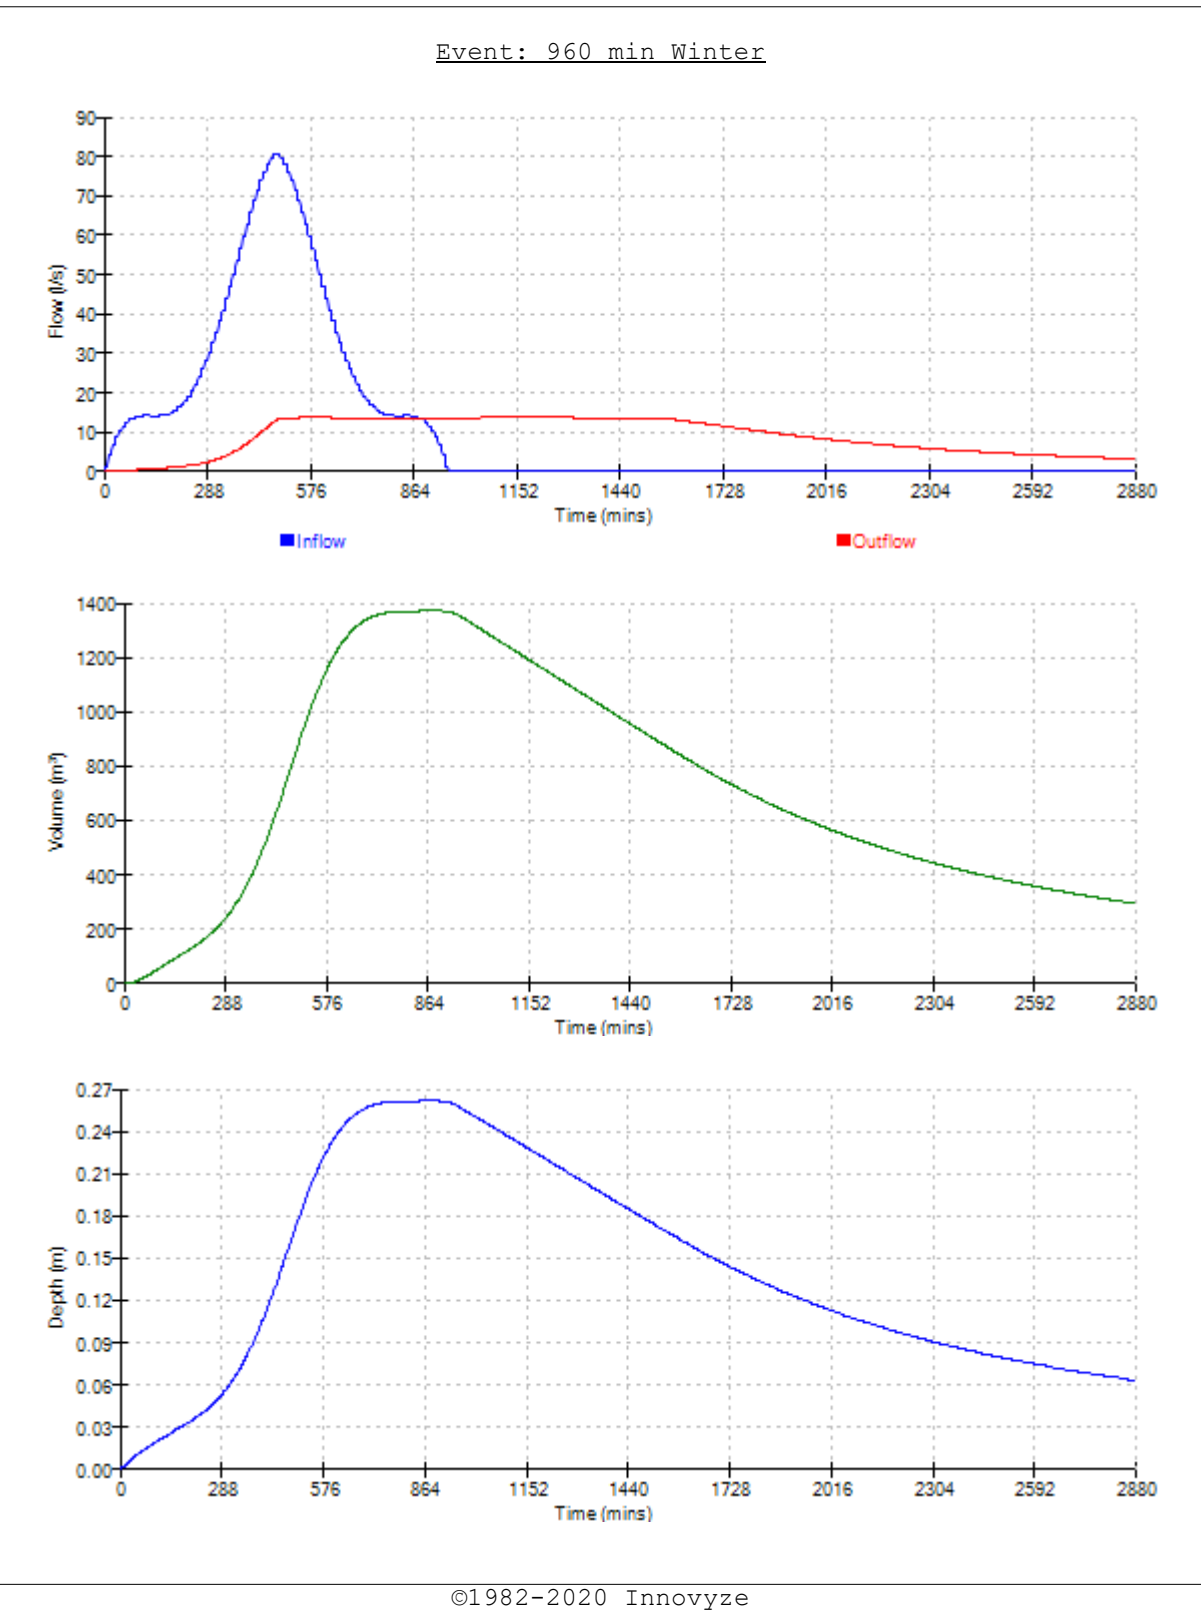 Event: 960 min Winter
90
80
70
60
50
40
30
20
10
0
Flow (l/s)
0 288 576 864 1152 1440 1728 2016 2304 2592 2880
Time (mins)
Inflow Outflow
1400
1200
1000
800
600
400
200
0
Volume (m³)
0 288 576 864 1152 1440 1728 2016 2304 2592 2880
Time (mins)
0.27
0.24
0.21
0.18
0.15
0.12
0.09
0.06
0.03
0.00
Depth (m)
0 288 576 864 1152 1440 1728 2016 2304 2592 2880
Time (mins)
©1982-2020 Innovyze